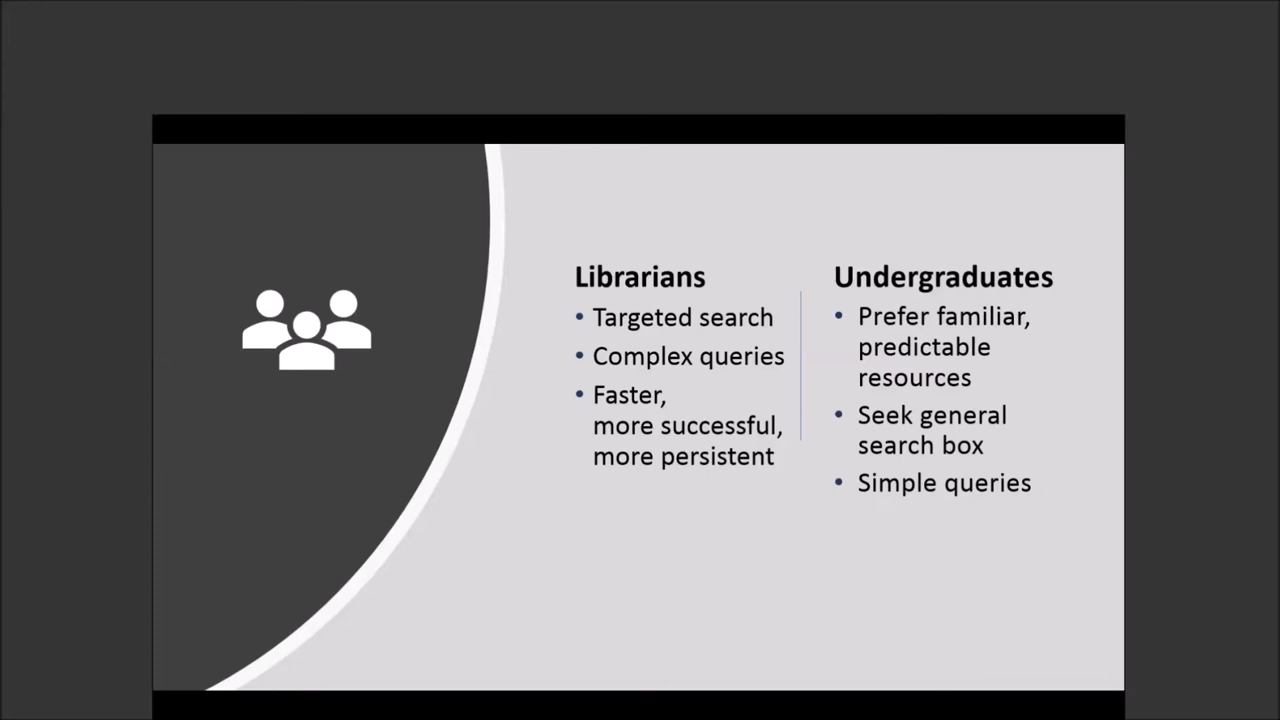 Librarians
• Targeted search
• Complex queries
• Faster,
more successful,
more persistent
Undergraduates
• Prefer familiar,
predictable
resources
• Seek general
search box
• Simple queries